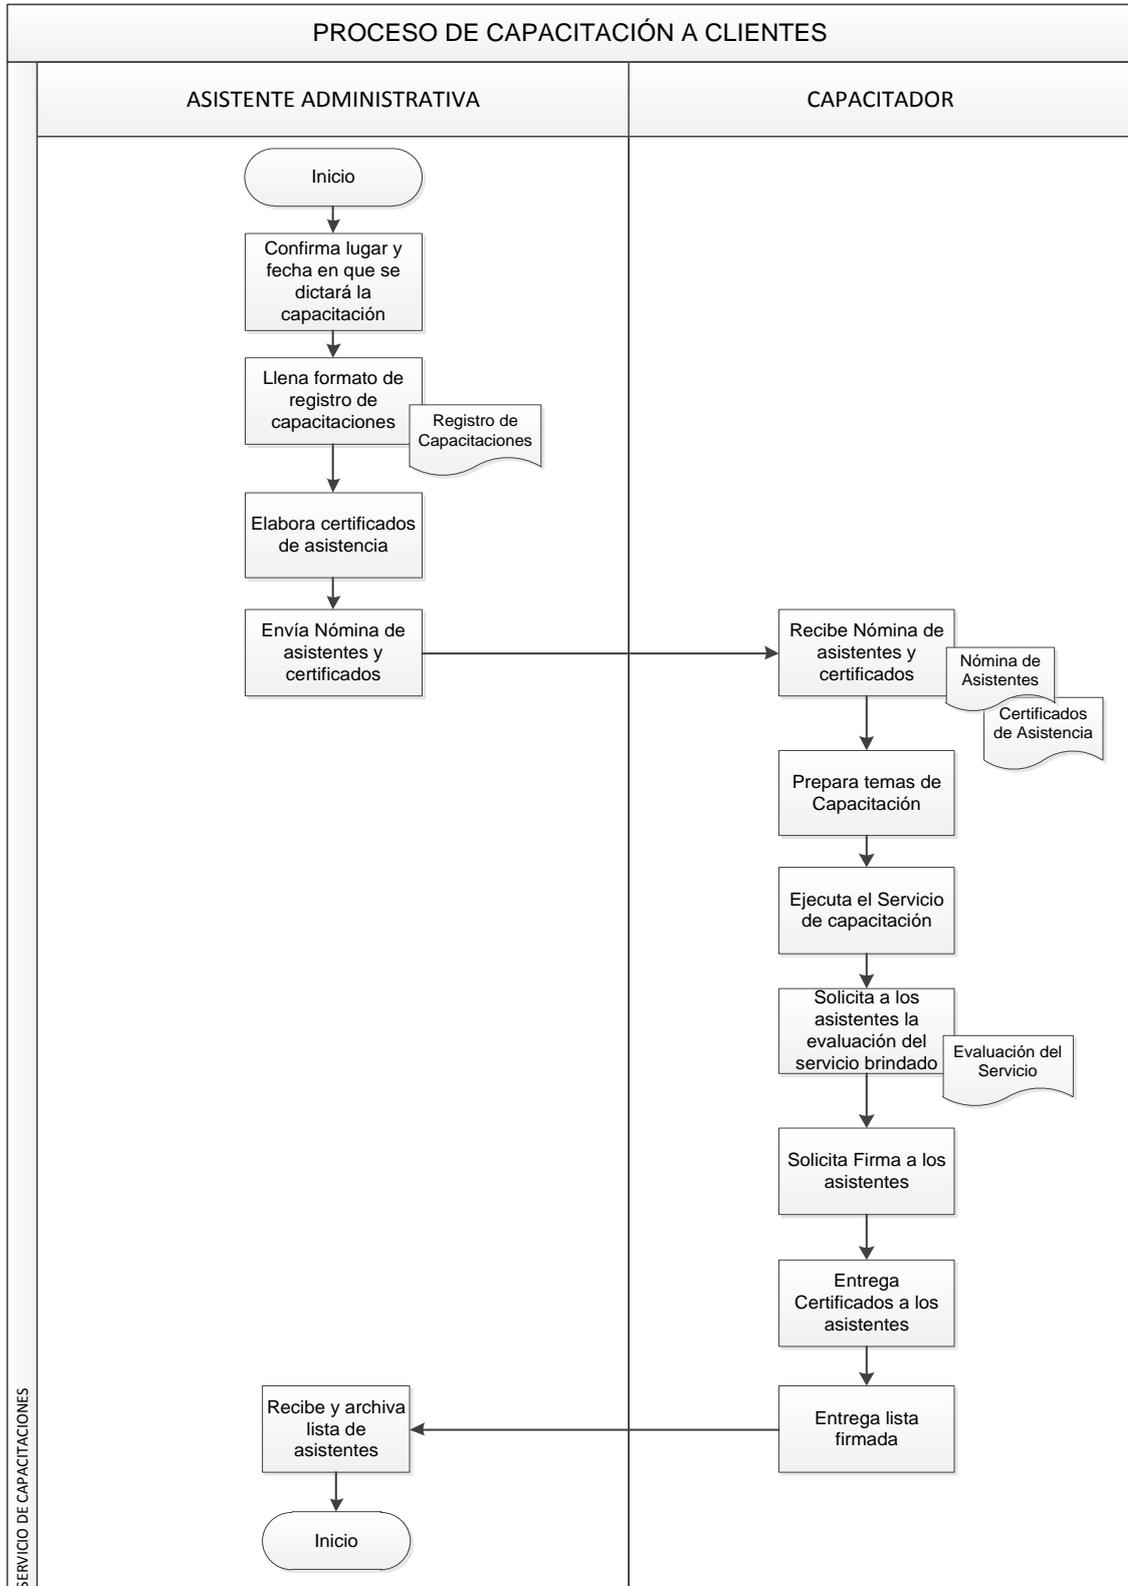 PROCESO DE CAPACITACIÓN A CLIENTES
ASISTENTE ADMINISTRATIVA
CAPACITADOR
Inicio
Confirma lugar y
fecha en que se
dictará la
capacitación
Llena formato de
registro de
capacitaciones
Registro de
Capacitaciones
Elabora certificados
de asistencia
Envía Nómina de
asistentes y
certificados
Recibe Nómina de
asistentes y
certificados
Nómina de
Asistentes
Certificados
de Asistencia
Prepara temas de
Capacitación
Ejecuta el Servicio
de capacitación
Solicita a los
asistentes la
evaluación del
servicio brindado
Evaluación del
Servicio
Solicita Firma a los
asistentes
Entrega
Certificados a los
asistentes
Entrega lista
firmada
Recibe y archiva
lista de
asistentes
Inicio
SERVICIO DE CAPACITACIONES